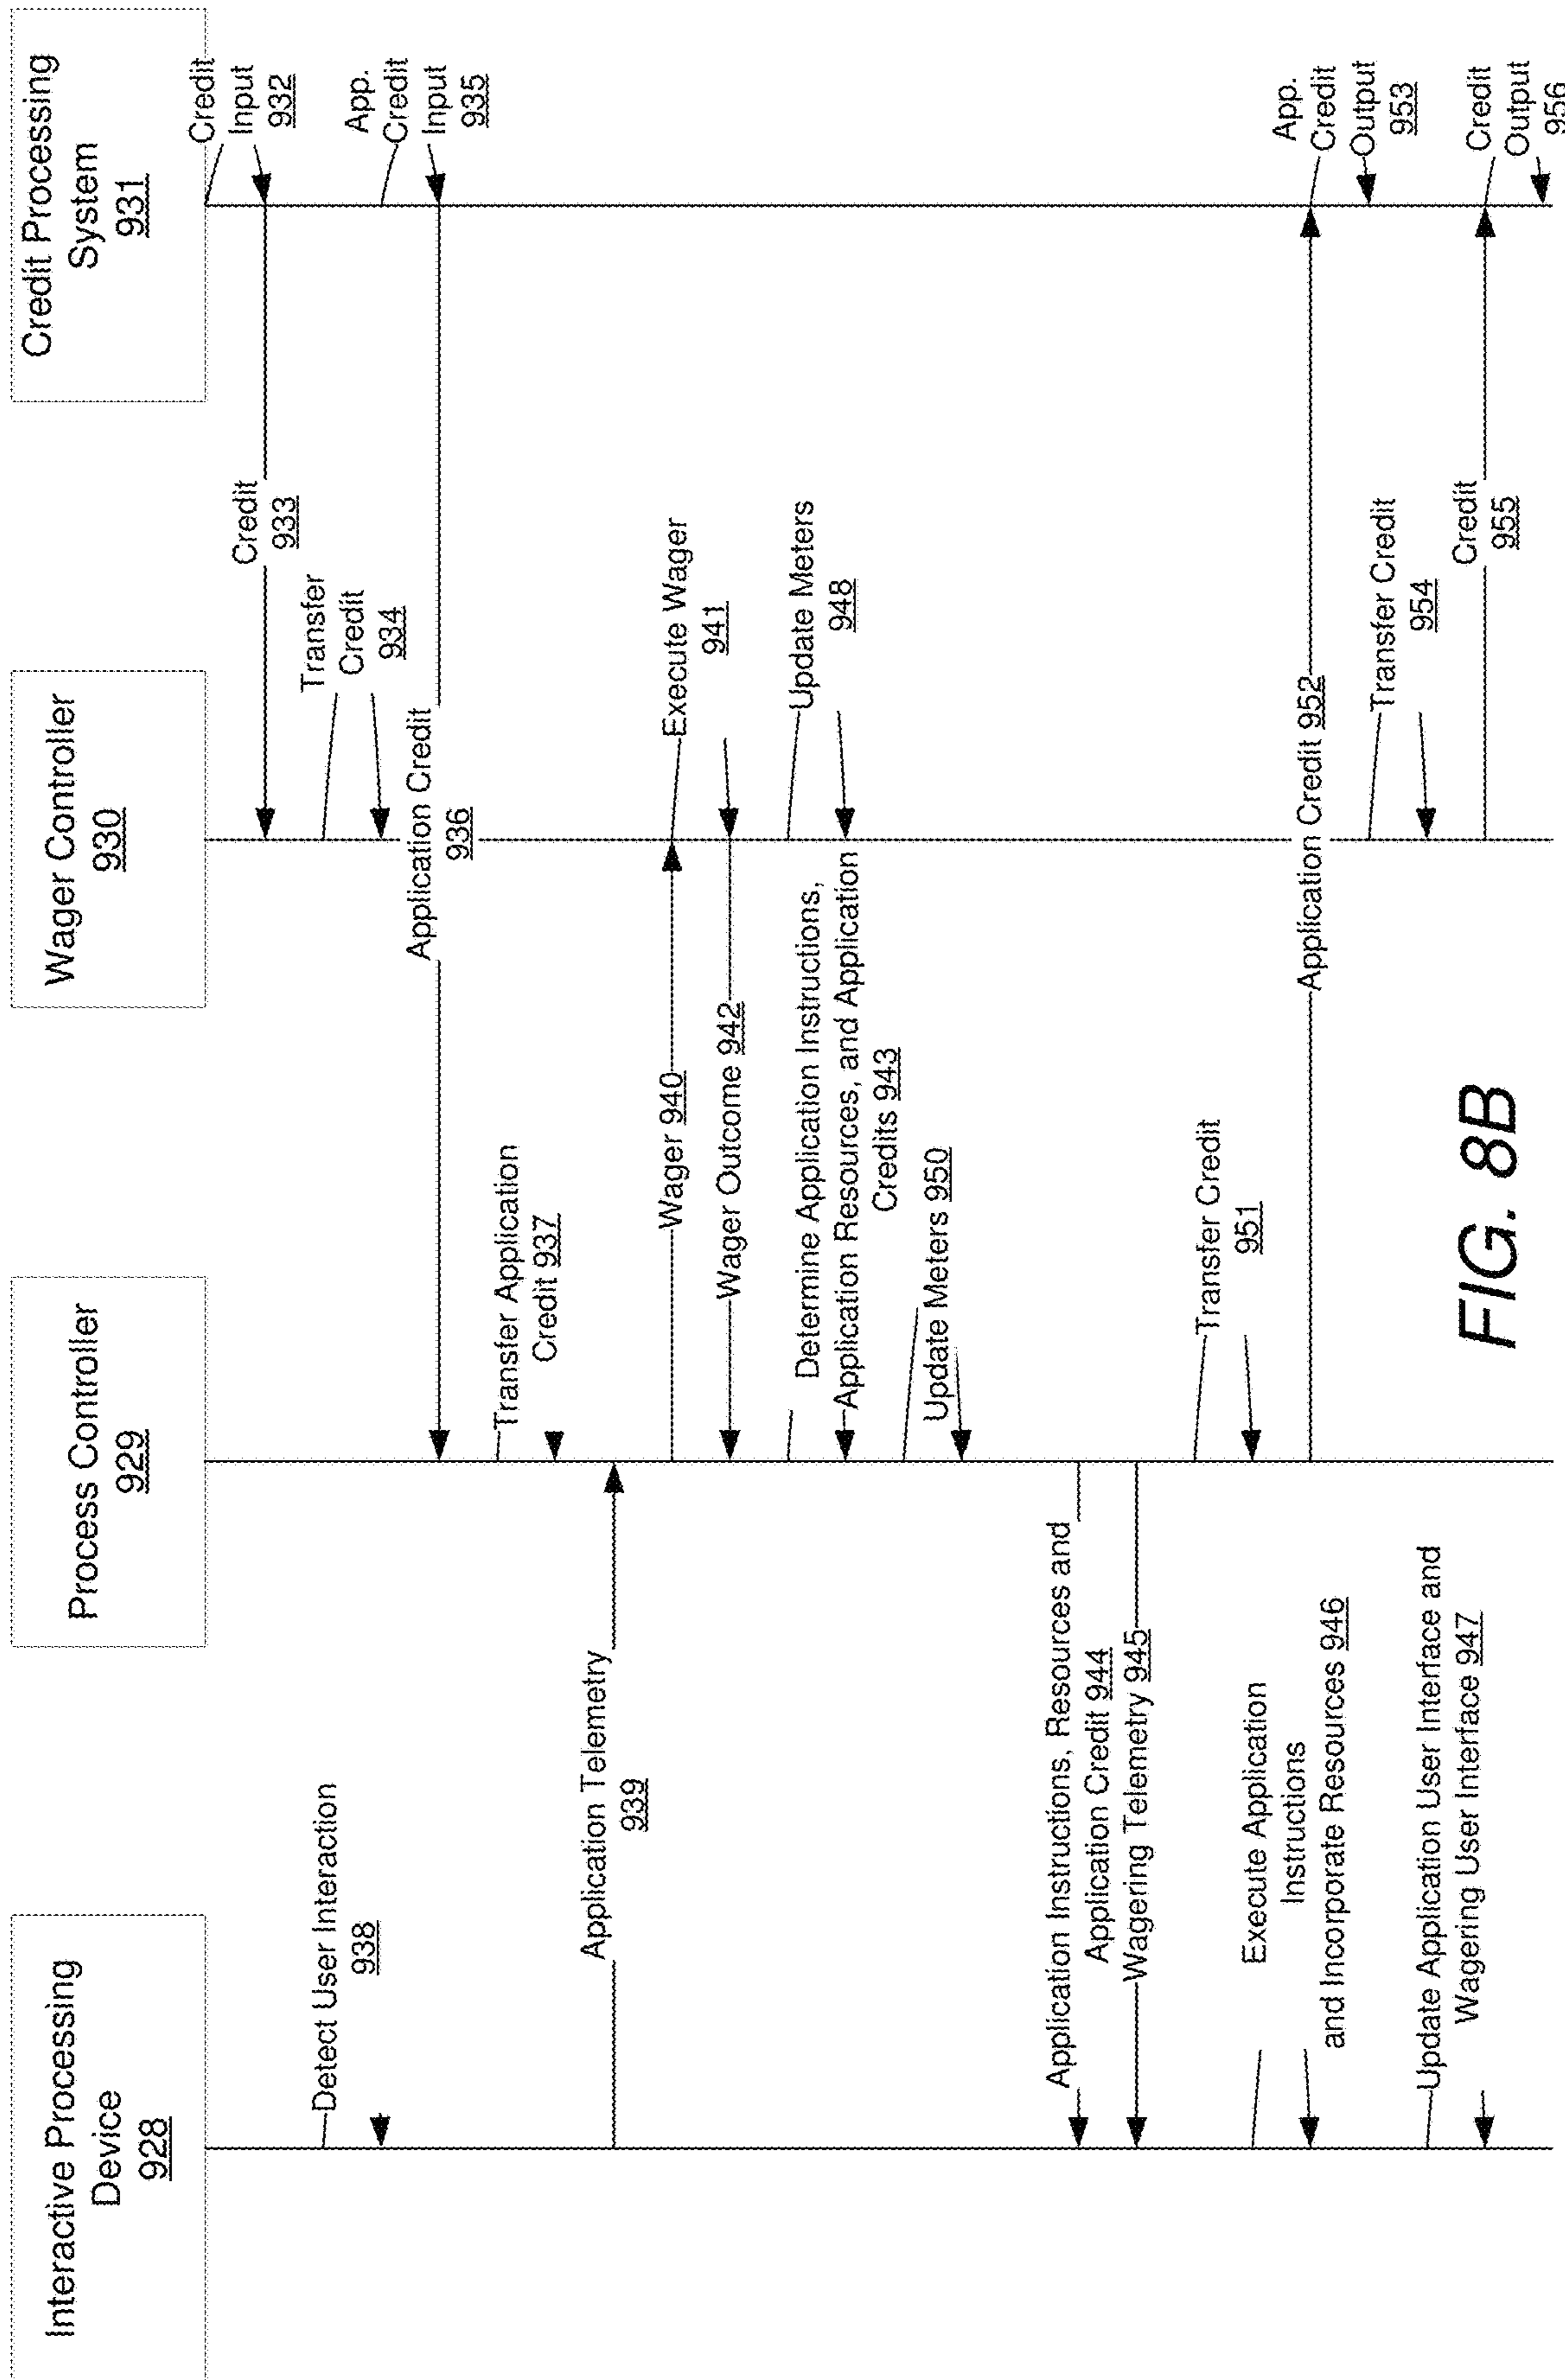 Interactive Processing
Device
928
Process Controller
929
Wager Controller
930
Credit Processing
System
931
Credit
Input
932
Credit
933
Transfer
Credit
934
Detect User Interaction
938
App.
Credit
Input
935
Application Credit
936
Transfer Application
Credit 937
Application Telemetry
939
Wager 940
Execute Wager
941
Wager Outcome 942
Determine Application Instructions,
Application Resources, and Application
Credits 943
Update Meters
948
Update Meters 950
Application Instructions, Resources and
Application Credit 944
Wagering Telemetry 945
Transfer Credit
951
Execute Application
Instructions
and Incorporate Resources 946
Application Credit 952
App.
Credit
Output
953
Transfer Credit
954
Update Application User Interface and
Wagering User Interface 947
Credit
955
Credit
Output
956
FIG. 8B